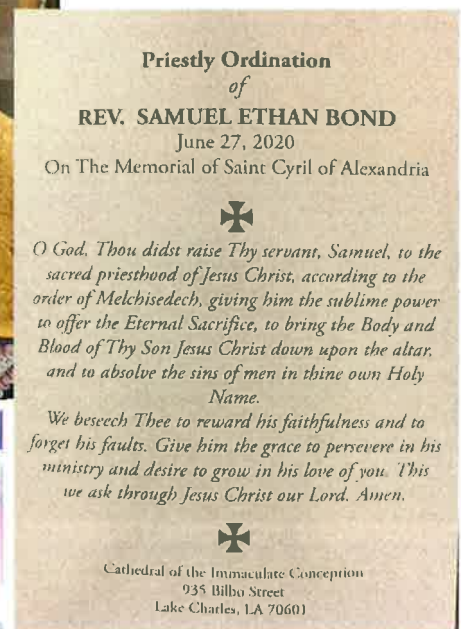 Priestly Ordination
of
REV. SAMUEL ETHAN BOND
June 27, 2020
On The Memorial of Saint Cyril of Alexandria
O God, Thou didst raise Thy servant, Samuel, to the
sacred priesthood of Jesus Christ, according to the
order of Melchisedech, giving him the sublime power
to offer the Eternal Sacrifice, to bring the Body and
Blood of Thy Son Jesus Christ down upon the altar,
and to absolve the sins of men in thine own Holy
Name.
We beseech Thee to reward his faithfulness and to
forget his faults. Give him the grace to persevere in his
ministry and desire to grow in his love of you. This
we ask through Jesus Christ our Lord. Amen.
Cathedral of the Immaculate Conception
935 Bilbo Street
Lake Charles, LA 70601